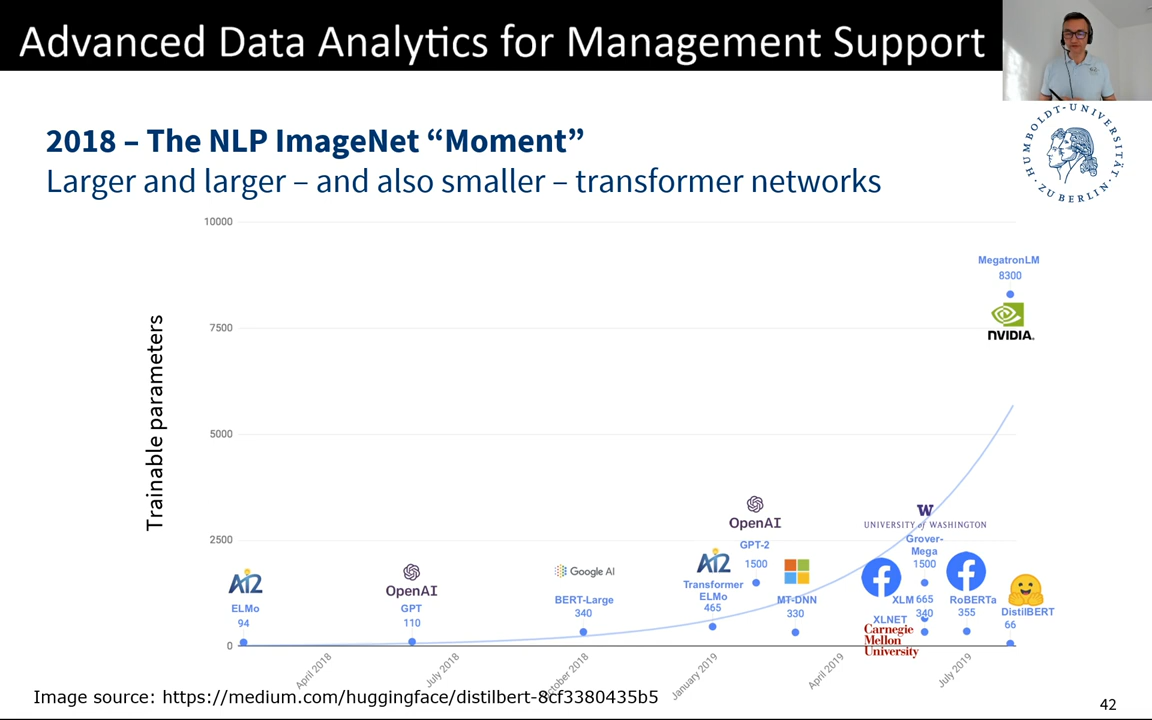 Advanced Data Analytics for Management Support
HUMBOLDT-UNIVERSITÄT
ZU BERLIN
2018 – The NLP ImageNet “Moment”
Larger and larger – and also smaller – transformer networks
Trainable parameters
10000
7500
5000
2500
0
MegatronLM
8300
NVIDIA.
AI2
ELMo
94
OpenAI
GPT
110
Google AI
BERT-Large
340
AI2
Transformer
ELMo
465
OpenAI
GPT-2
1500
MT-DNN
330
W
UNIVERSITY of WASHINGTON
Grover-
Mega
1500
XLM 665
XLNET 340
Carnegie
Mellon
University
RoBERTa
355
DistilBERT
66
April 2018
July 2018
October 2018
January 2019
April 2019
July 2019
Image source: https://medium.com/huggingface/distilbert-8cf3380435b5
42